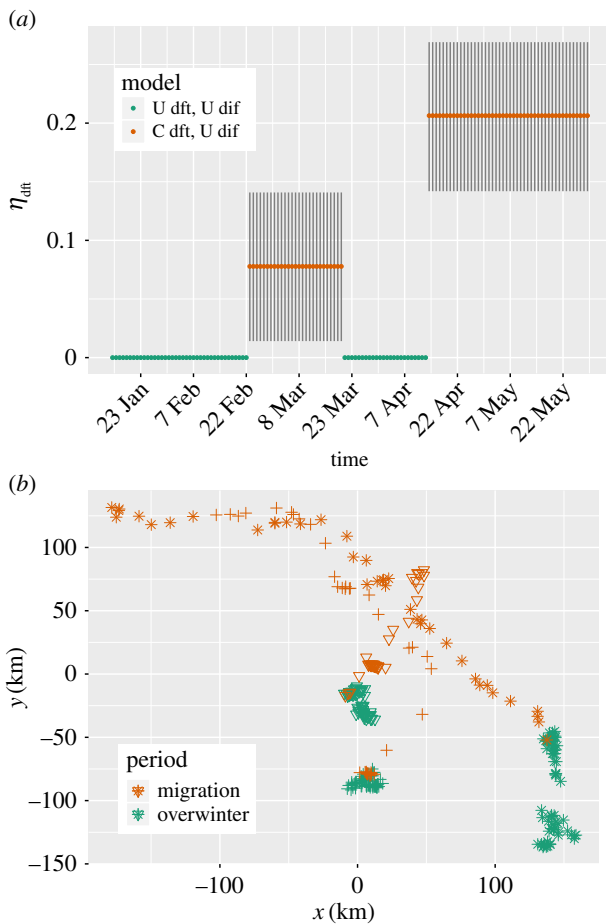 (a)
model
U dft, U dif
C dft, U dif
0.2
0.1
0
η_dft
23 Jan
7 Feb
22 Feb
8 Mar
23 Mar
7 Apr
22 Apr
7 May
22 May
time
(b)
100
75
50
0
−50
−100
−150
y (km)
period
migration
overwinter
−100
0
100
x (km)